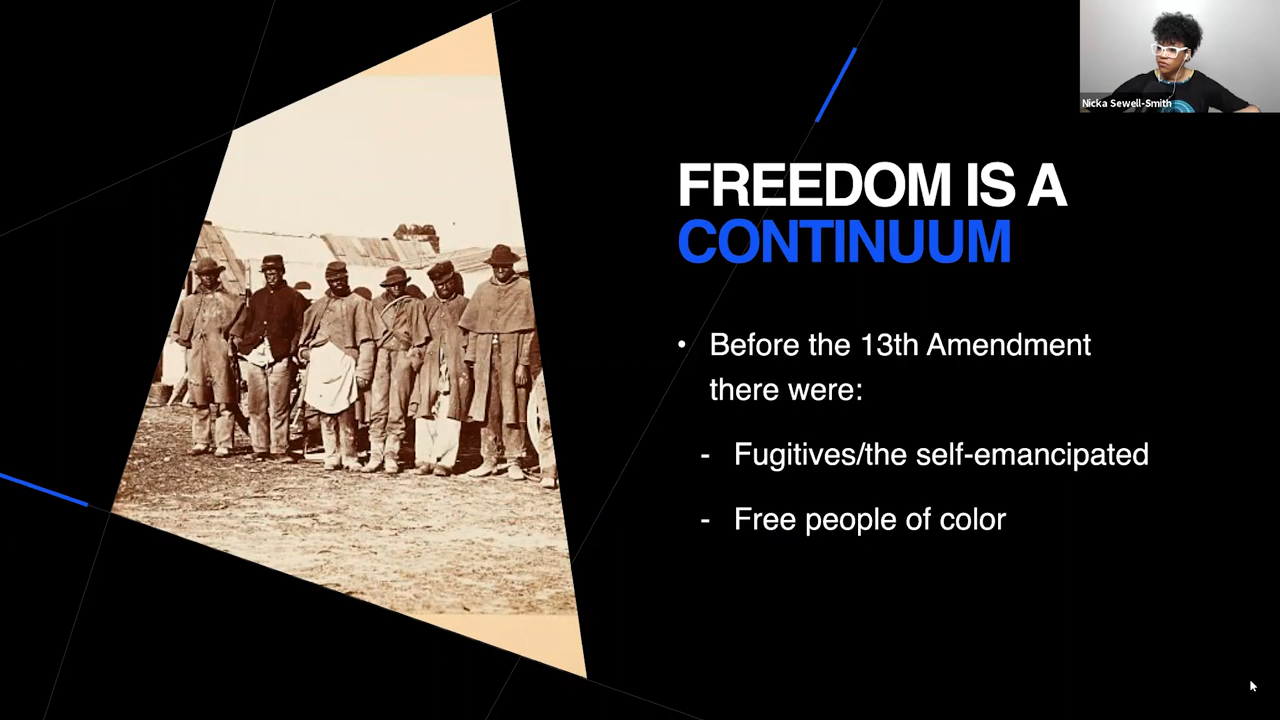 Nicka Sewell-Smith
FREEDOM IS A
CONTINUUM
• Before the 13th Amendment
there were:
- Fugitives/the self-emancipated
- Free people of color